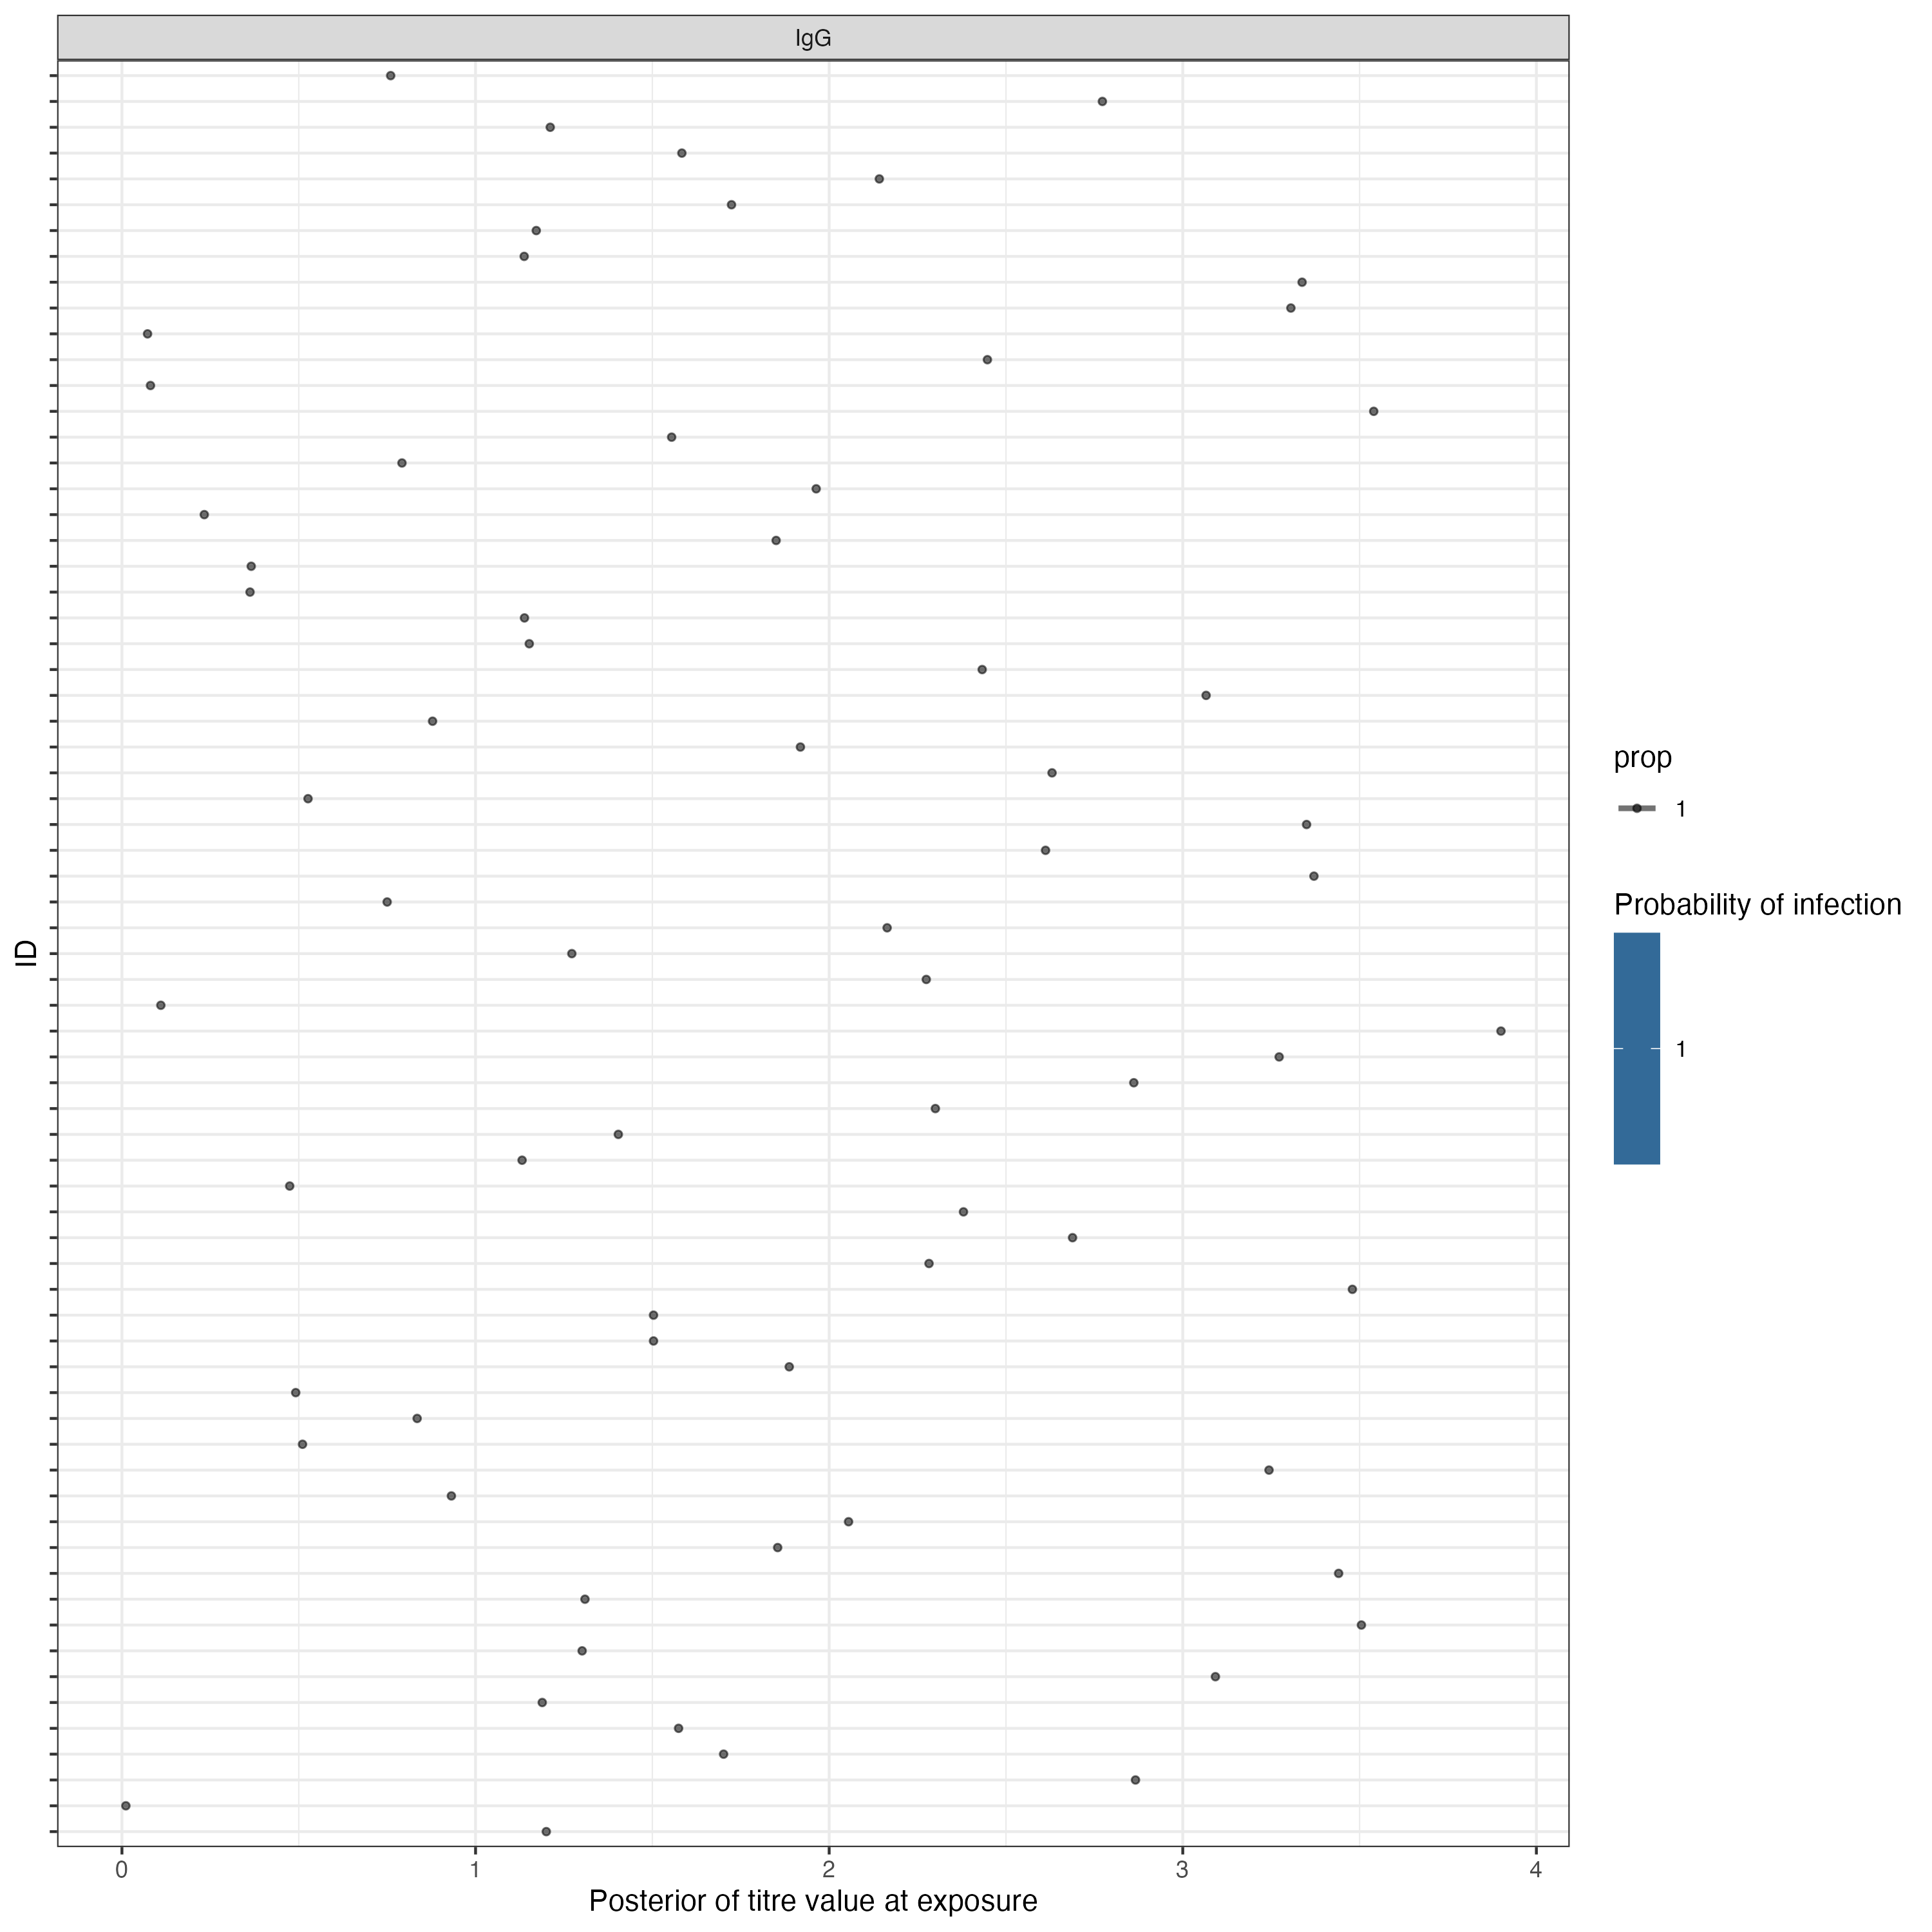 IgG
ID
prop
1
Probability of infection
1
0 1 2 3 4
Posterior of titre value at exposure